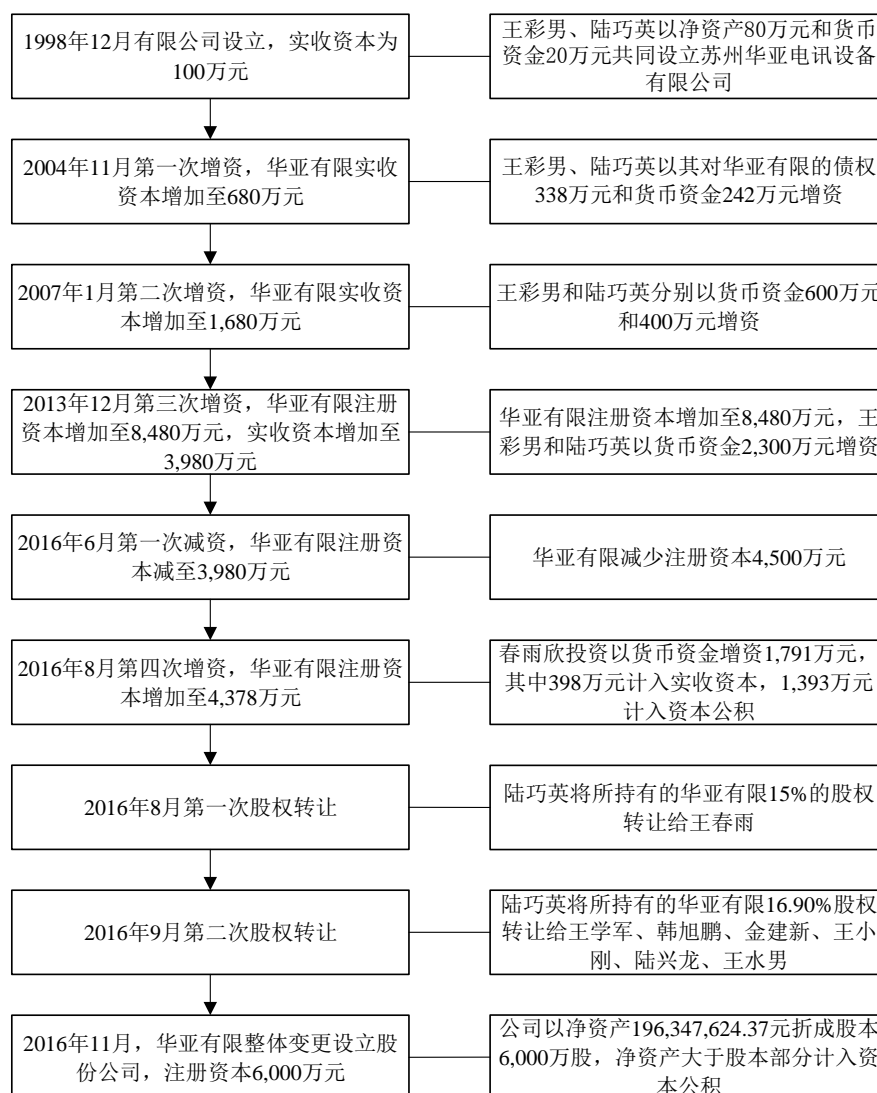 1998年12月有限公司设立，实收资本为
100万元
王彩男、陆巧英以净资产80万元和货币
资金20万元共同设立苏州华亚电讯设备
有限公司
2004年11月第一次增资，华亚有限实收
资本增加至680万元
王彩男、陆巧英以其对华亚有限的债权
338万元和货币资金242万元增资
2007年1月第二次增资，华亚有限实收资
本增加至1,680万元
王彩男和陆巧英分别以货币资金600万元
和400万元增资
2013年12月第三次增资，华亚有限注册
资本增加至8,480万元，实收资本增加至
3,980万元
华亚有限注册资本增加至8,480万元，王
彩男和陆巧英以货币资金2,300万元增资
2016年6月第一次减资，华亚有限注册资
本减至3,980万元
华亚有限减少注册资本4,500万元
2016年8月第四次增资，华亚有限注册资
本增加至4,378万元
春雨欣投资以货币资金增资1,791万元，
其中398万元计入实收资本，1,393万元
计入资本公积
2016年8月第一次股权转让
陆巧英将所持有的华亚有限15%的股权
转让给王春雨
2016年9月第二次股权转让
陆巧英将所持有的华亚有限16.90%股权
转让给王学军、韩旭鹏、金建新、王小
刚、陆兴龙、王水男
2016年11月，华亚有限整体变更设立股
份公司，注册资本6,000万元
公司以净资产196,347,624.37元折成股本
6,000万股，净资产大于股本部分计入资
本公积